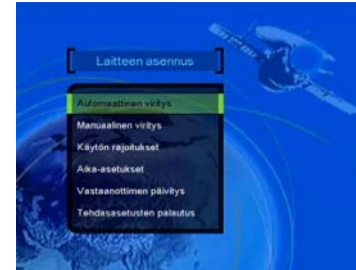 Laitteen asennus
Automaattinen viritys
Manuaalinen viritys
Käytön rajoitukset
Aika-asetukset
Vastaanottimen päivitys
Tehdasasetusten palautus